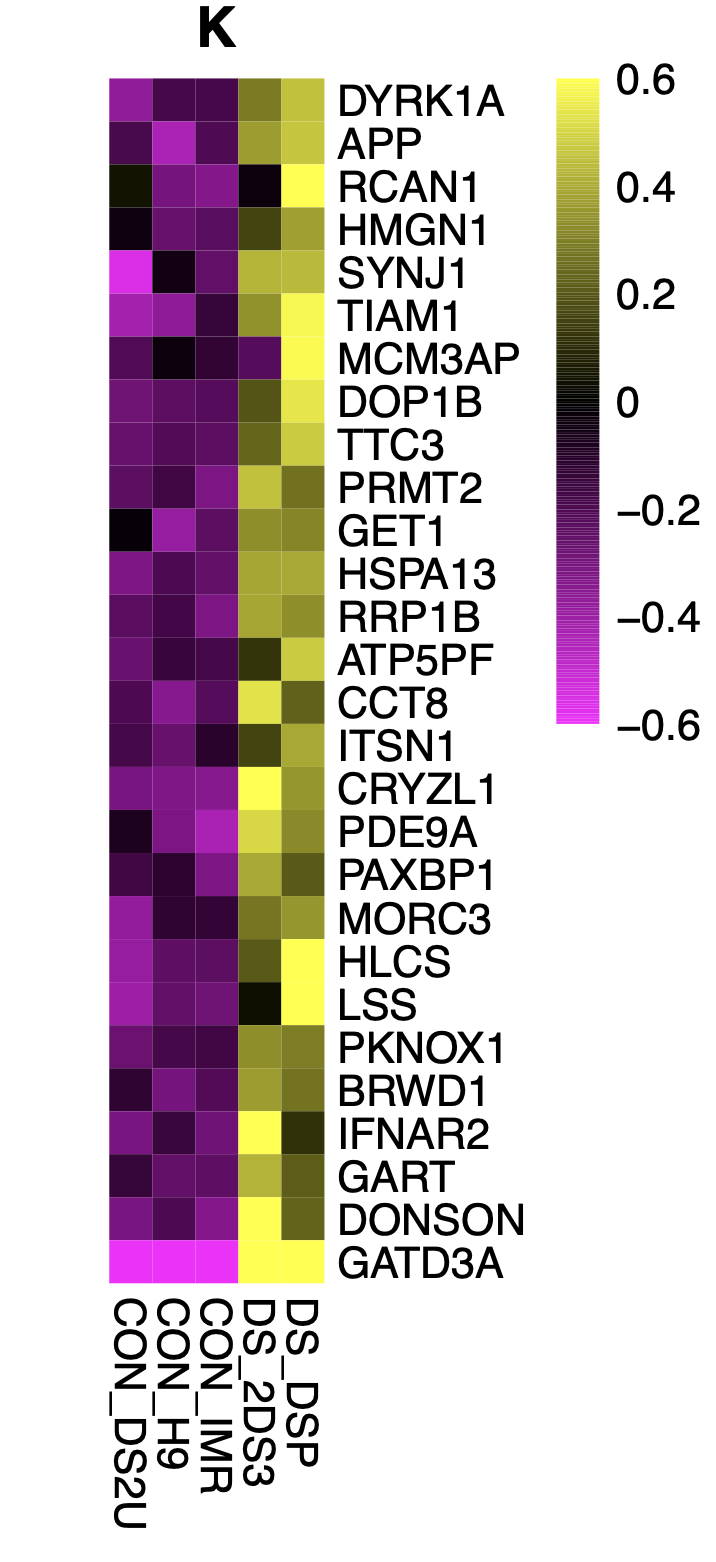 K
DYRK1A
APP
RCAN1
HMGN1
SYNJ1
TIAM1
MCM3AP
DOP1B
TTC3
PRMT2
GET1
HSPA13
RRP1B
ATP5PF
CCT8
ITSN1
CRYZL1
PDE9A
PAXBP1
MORC3
HLCS
LSS
PKNOX1
BRWD1
IFNAR2
GART
DONSON
GATD3A
0.6
0.4
0.2
0
−0.2
−0.4
−0.6
CON_DS2U
CON_H9
CON_IMR
DS_2DS3
DS_DSP